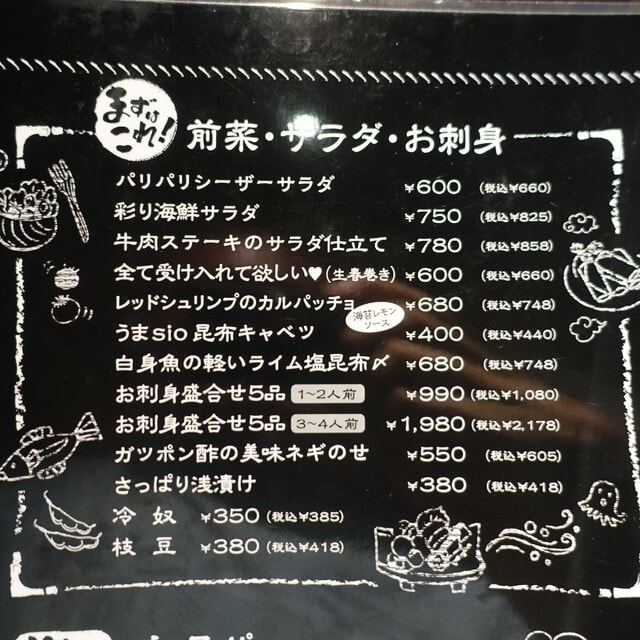 まずは
これ!
前菜・サラダ・お刺身
パリパリシーザーサラダ ¥600 (税込¥660)
彩り海鮮サラダ ¥750 (税込¥825)
牛肉ステーキのサラダ仕立て ¥780 (税込¥858)
全て受け入れて欲しい♥(生春巻き) ¥600 (税込¥660)
レッドシュリンプのカルパッチョ ¥680 (税込¥748)
海苔レモン
ソース
うまsio昆布キャベツ ¥400 (税込¥440)
白身魚の軽いライム塩昆布〆 ¥680 (税込¥748)
お刺身盛合せ5品 1~2人前 ¥990 (税込¥1,080)
お刺身盛合せ5品 3~4人前 ¥1,980 (税込¥2,178)
ガツポン酢の美味ネギのせ ¥550 (税込¥605)
さっぱり浅漬け ¥380 (税込¥418)
冷奴 ¥350 (税込¥385)
枝豆 ¥380 (税込¥418)